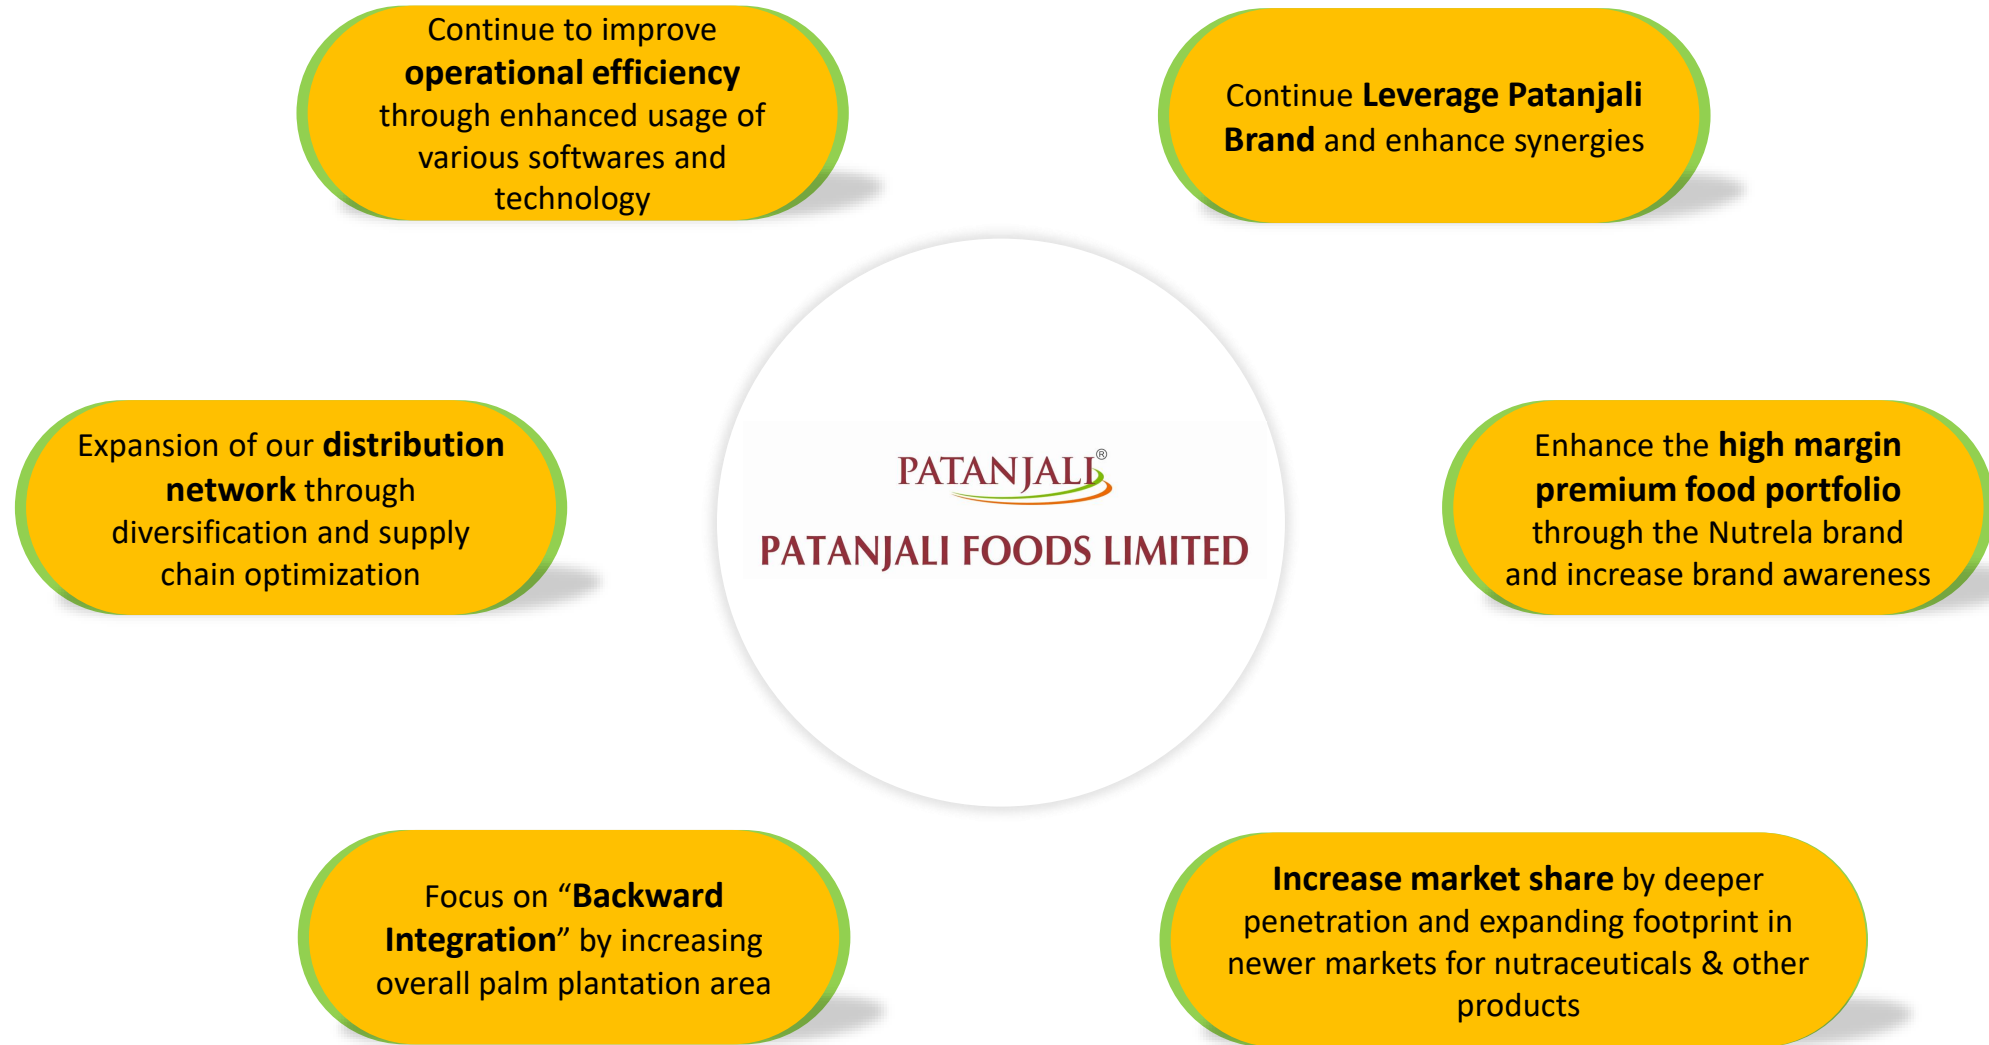 Continue to improve
operational efficiency
through enhanced usage of
various softwares and
technology
Continue Leverage Patanjali
Brand and enhance synergies
Expansion of our distribution
network through
diversification and supply
chain optimization
PATANJALI®
PATANJALI FOODS LIMITED
Enhance the high margin
premium food portfolio
through the Nutrela brand
and increase brand awareness
Focus on “Backward
Integration” by increasing
overall palm plantation area
Increase market share by deeper
penetration and expanding footprint in
newer markets for nutraceuticals & other
products